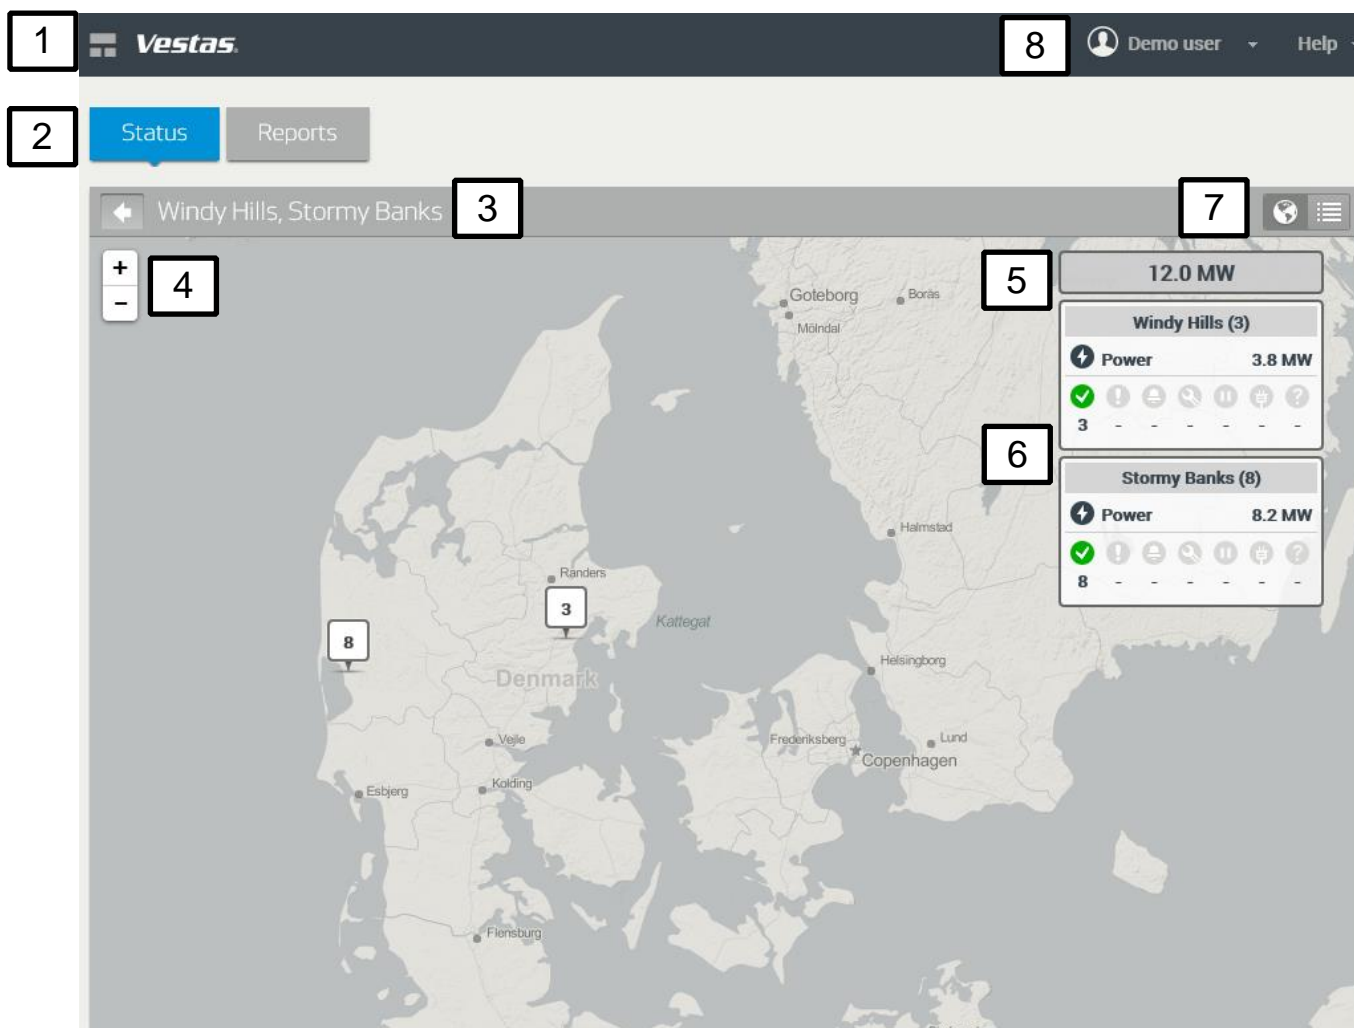 1
Vestas
8
Demo user
Help
2
Status
Reports
Windy Hills, Stormy Banks
3
7
+
−
4
5
12.0 MW
Windy Hills (3)
Power 3.8 MW
3 - - - - - -
6
Stormy Banks (8)
Power 8.2 MW
8 - - - - - -
Goteborg
Borås
Mölndal
Halmstad
Randers
3
Kattegat
8
Helsingborg
Denmark
Vejle
Frederiksberg
Lund
Copenhagen
Kolding
Esbjerg
Flensburg